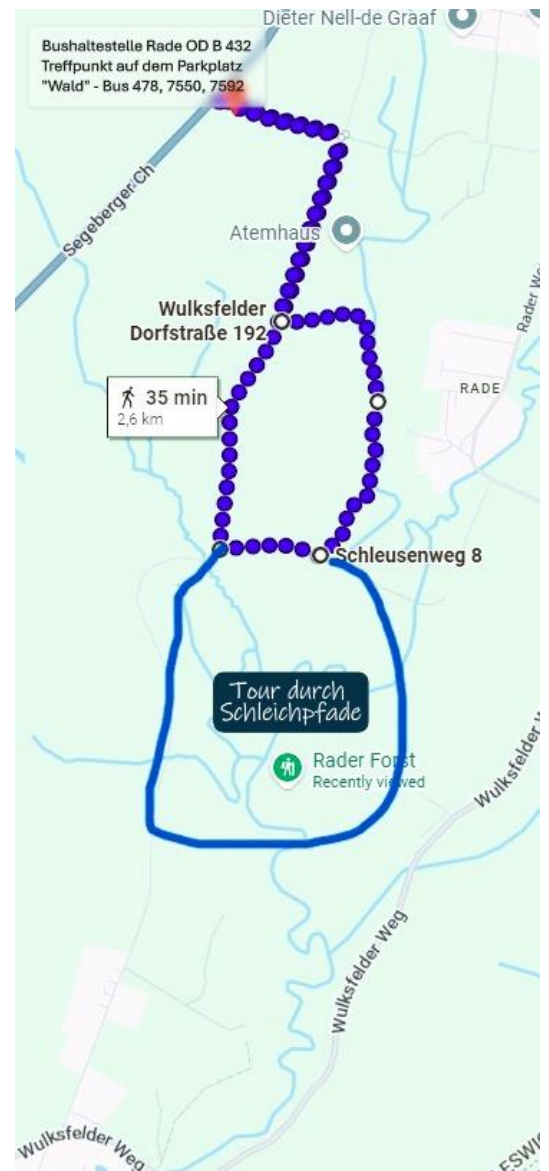 Dieter Nell-de Graaf
Bushaltestelle Rade OD B 432
Treffpunkt auf dem Parkplatz
"Wald" - Bus 478, 7550, 7592
Segeberger Ch
Atemhaus
Wulksfelder
Dorfstraße 192
Rader We
RADE
35 min
2,6 km
Schleusenweg 8
Tour durch
Schleichpfade
Rader Forst
Recently viewed
Wulksfelder W
Wulksfelder Weg
Wulksfelder Weg
ESWIG